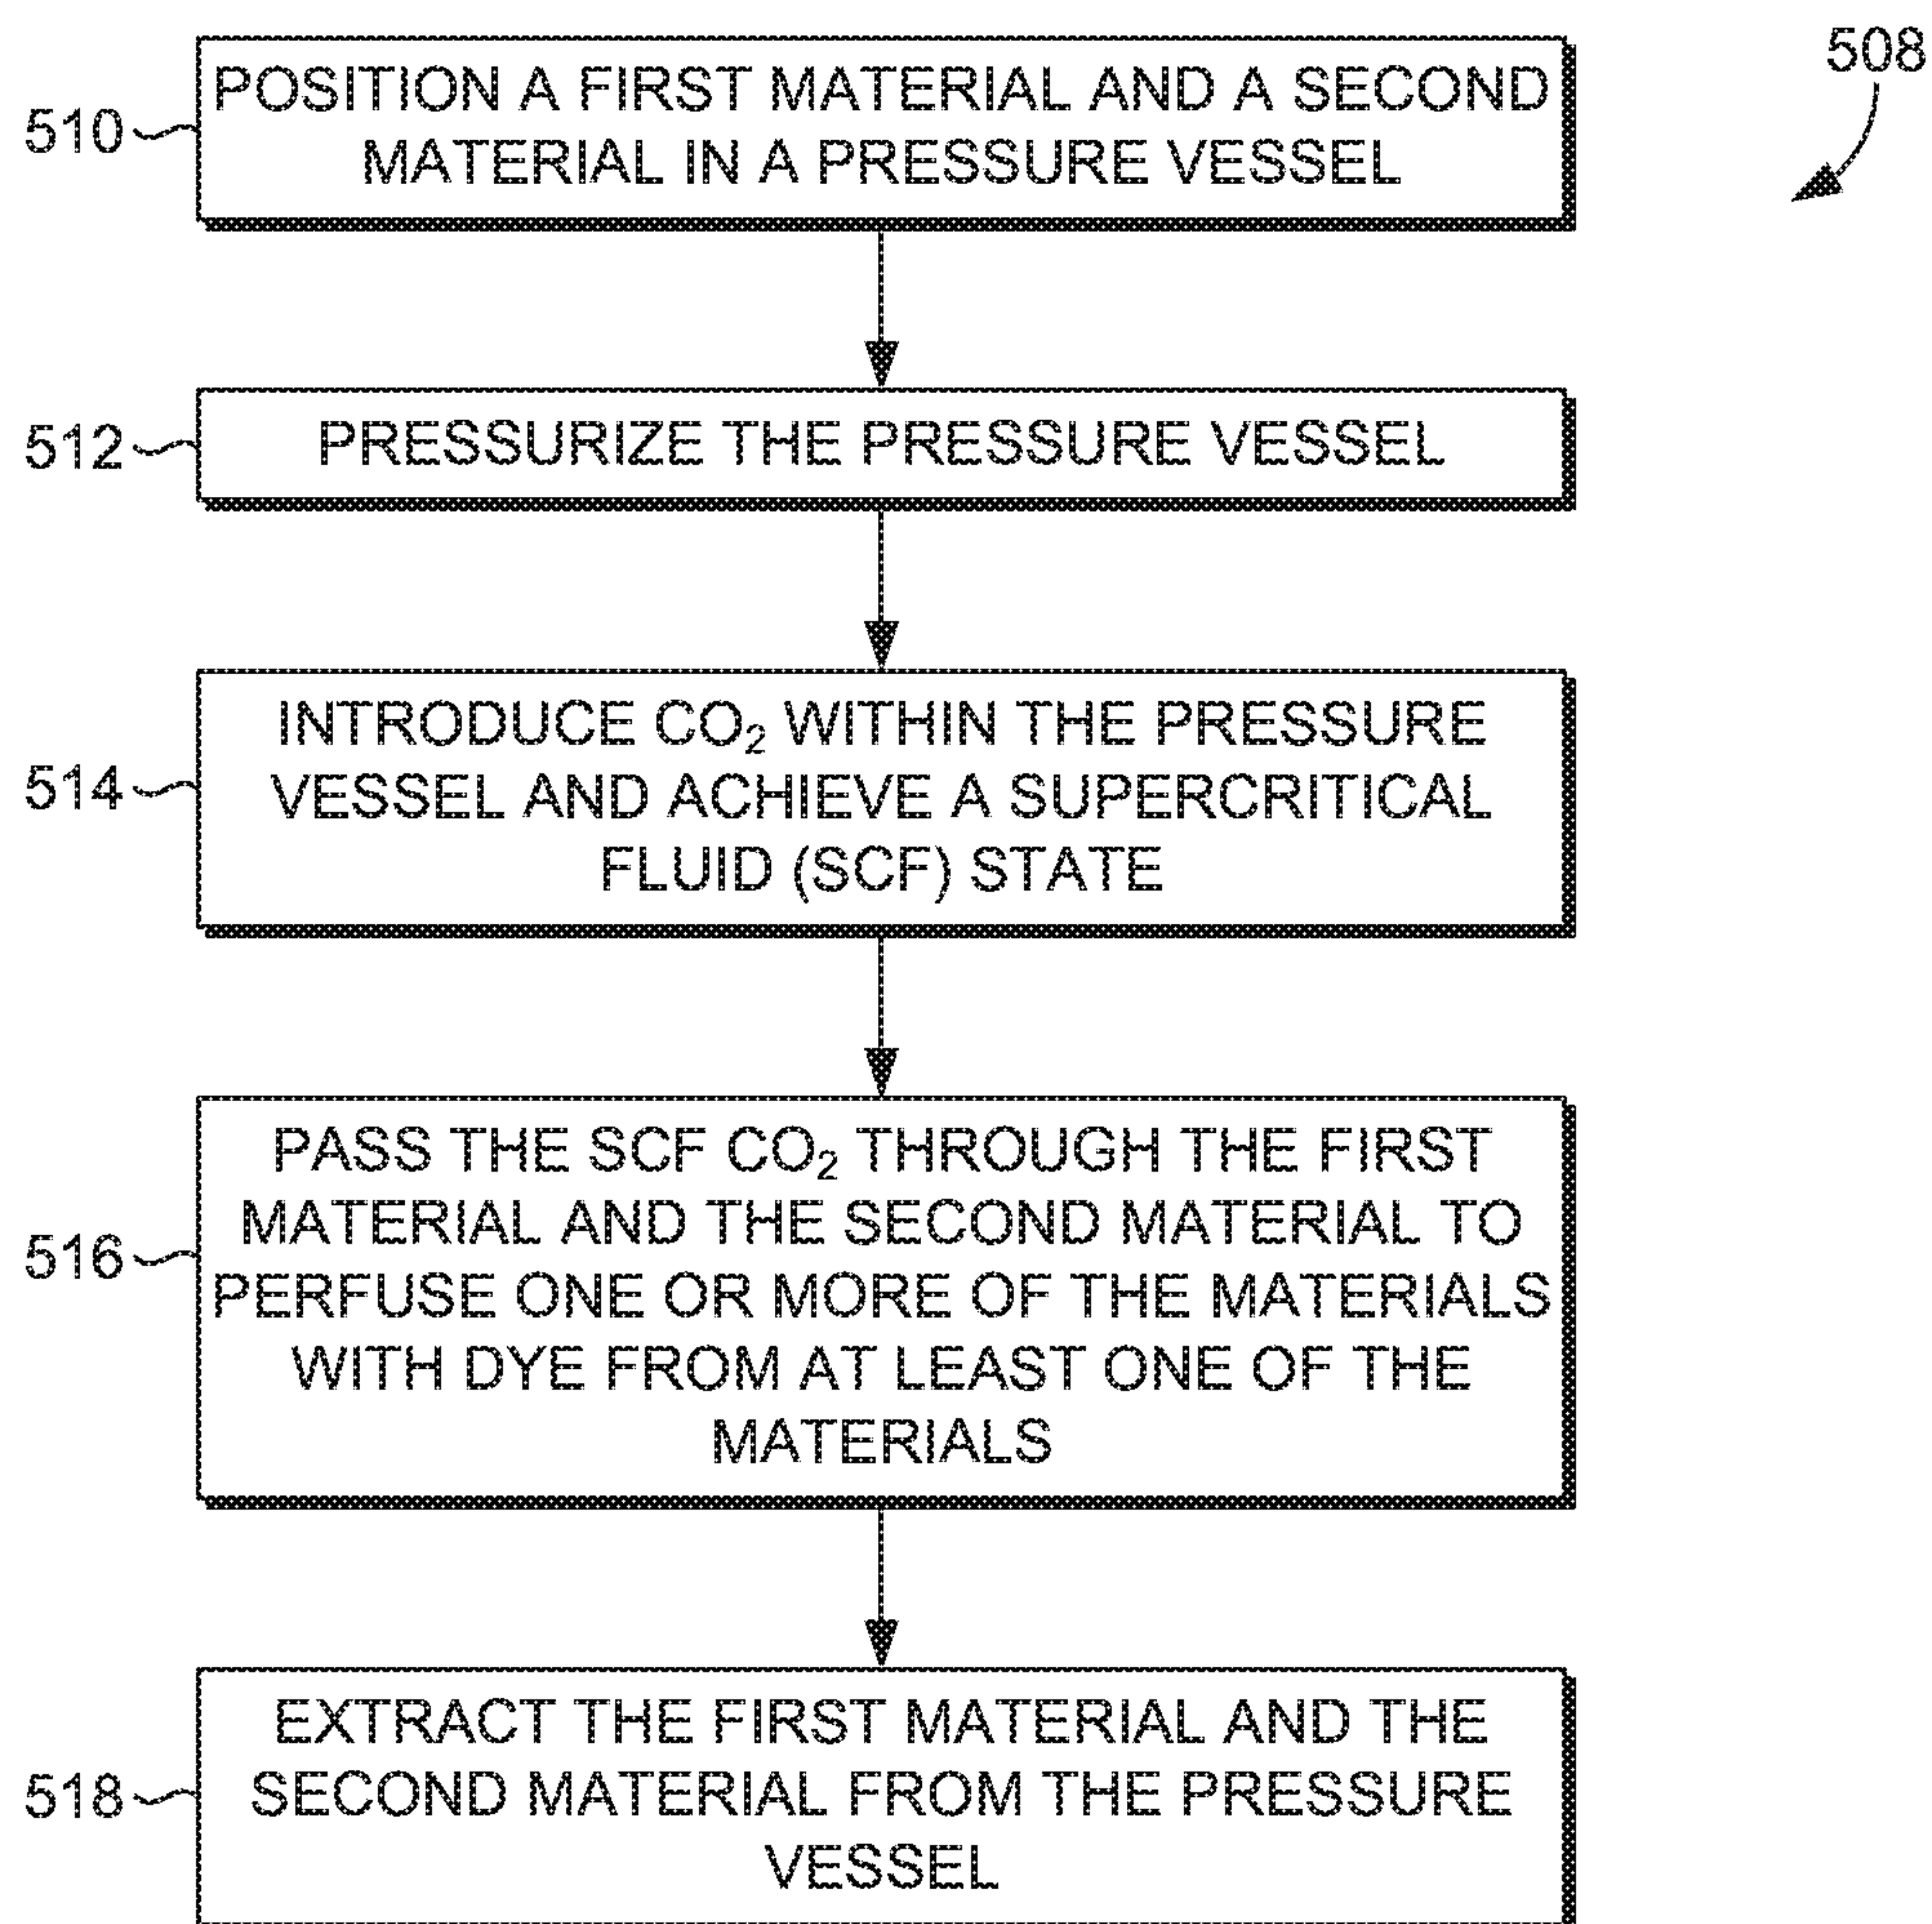 508
510
POSITION A FIRST MATERIAL AND A SECOND
MATERIAL IN A PRESSURE VESSEL
512
PRESSURIZE THE PRESSURE VESSEL
514
INTRODUCE CO₂ WITHIN THE PRESSURE
VESSEL AND ACHIEVE A SUPERCRITICAL
FLUID (SCF) STATE
516
PASS THE SCF CO₂ THROUGH THE FIRST
MATERIAL AND THE SECOND MATERIAL TO
PERFUSE ONE OR MORE OF THE MATERIALS
WITH DYE FROM AT LEAST ONE OF THE
MATERIALS
518
EXTRACT THE FIRST MATERIAL AND THE
SECOND MATERIAL FROM THE PRESSURE
VESSEL